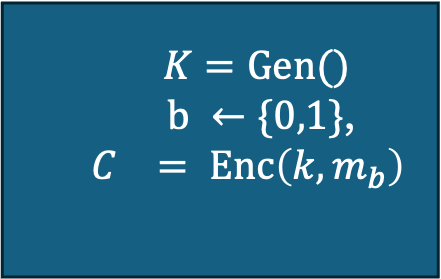 K = Gen()
b ← {0,1},
C = Enc(k, m_b)